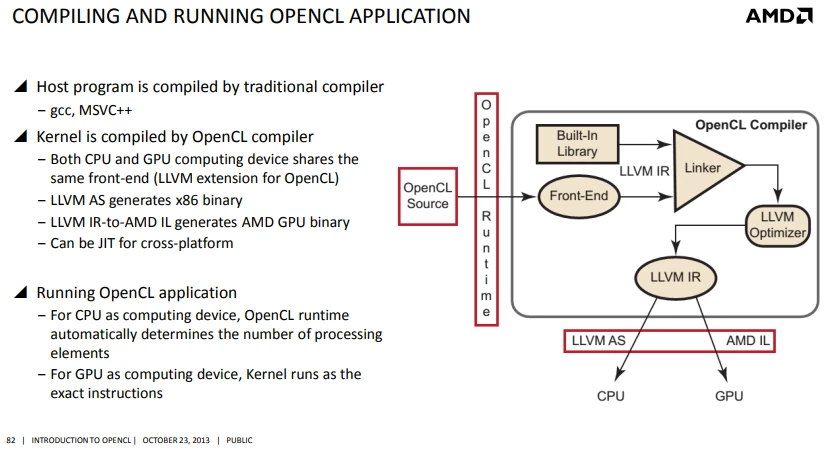 COMPILING AND RUNNING OPENCL APPLICATION
AMD
Host program is compiled by traditional compiler
– gcc, MSVC++
Kernel is compiled by OpenCL compiler
– Both CPU and GPU computing device shares the
same front-end (LLVM extension for OpenCL)
– LLVM AS generates x86 binary
– LLVM IR-to-AMD IL generates AMD GPU binary
– Can be JIT for cross-platform
Running OpenCL application
– For CPU as computing device, OpenCL runtime
automatically determines the number of processing
elements
– For GPU as computing device, Kernel runs as the
exact instructions
OpenCL
Source
OpenCL Runtime
OpenCL Compiler
Built-In
Library
LLVM IR
Linker
Front-End
LLVM
Optimizer
LLVM IR
LLVM AS
AMD IL
CPU
GPU
82 | INTRODUCTION TO OPENCL | OCTOBER 23, 2013 | PUBLIC